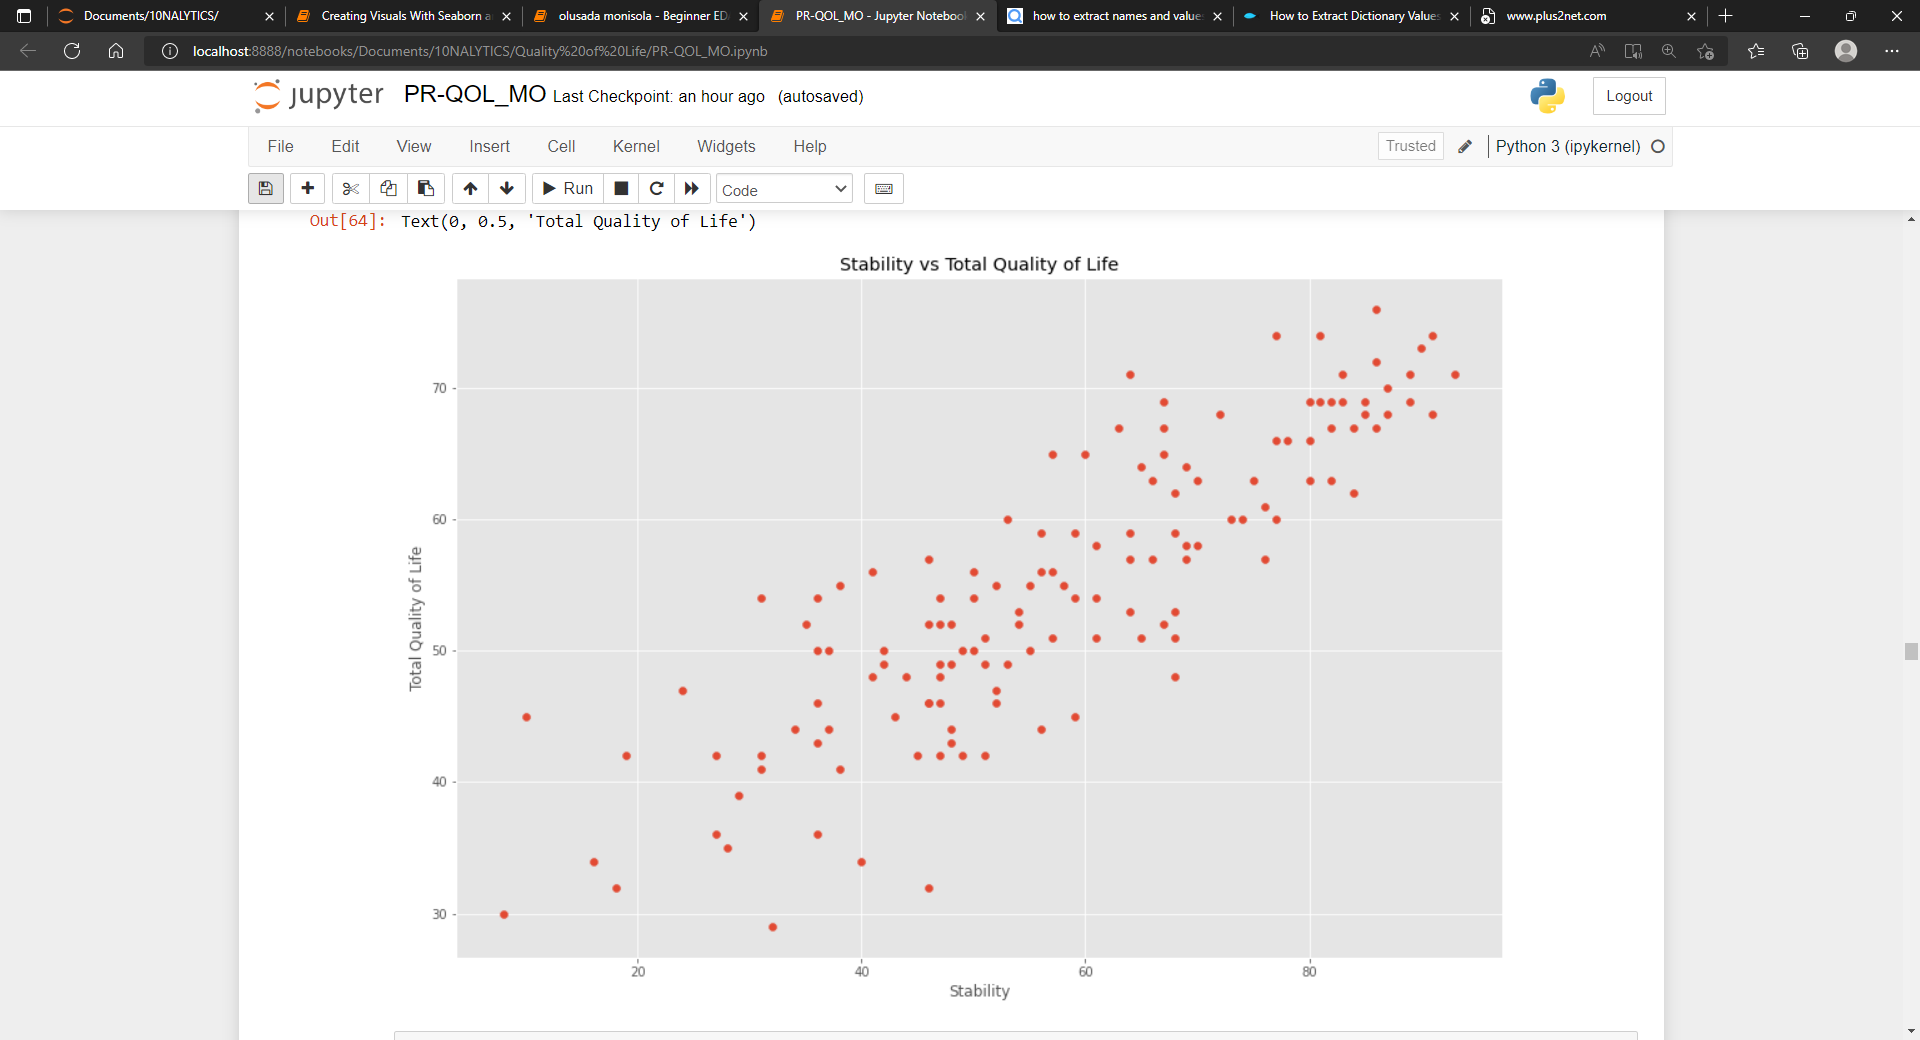 Documents/10NALYTICS/
Creating Visuals With Seaborn a
olusada monisola - Beginner ED
PR-QOL_MO - Jupyter Notebook
how to extract names and value
How to Extract Dictionary Values
www.plus2net.com
localhost:8888/notebooks/Documents/10NALYTICS/Quality%20of%20Life/PR-QOL_MO.ipynb
jupyter PR-QOL_MO Last Checkpoint: an hour ago (autosaved)
Logout
File Edit View Insert Cell Kernel Widgets Help
Trusted
Python 3 (ipykernel)
Run
Code
Out[64]: Text(0, 0.5, 'Total Quality of Life')
Stability vs Total Quality of Life
70
60
50
40
30
Total Quality of Life
20 40 60 80
Stability